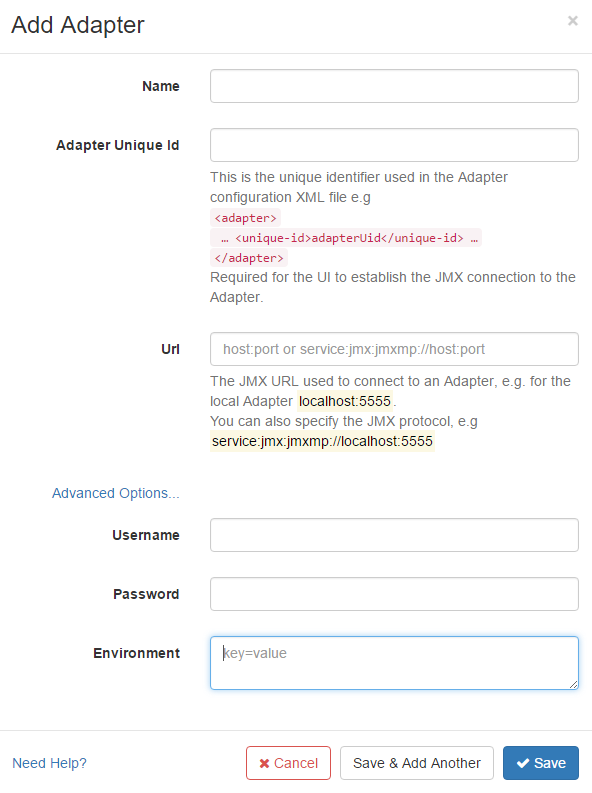 Add Adapter ×
Name
Adapter Unique Id
This is the unique identifier used in the Adapter
configuration XML file e.g
<adapter>
… <unique-id>adapterUid</unique-id> …
</adapter>
Required for the UI to establish the JMX connection to the
Adapter.
Url host:port or service:jmx:jmxmp://host:port
The JMX URL used to connect to an Adapter, e.g. for the
local Adapter localhost:5555.
You can also specify the JMX protocol, e.g
service:jmx:jmxmp://localhost:5555
Advanced Options...
Username
Password
Environment key=value
Need Help? Cancel Save & Add Another Save